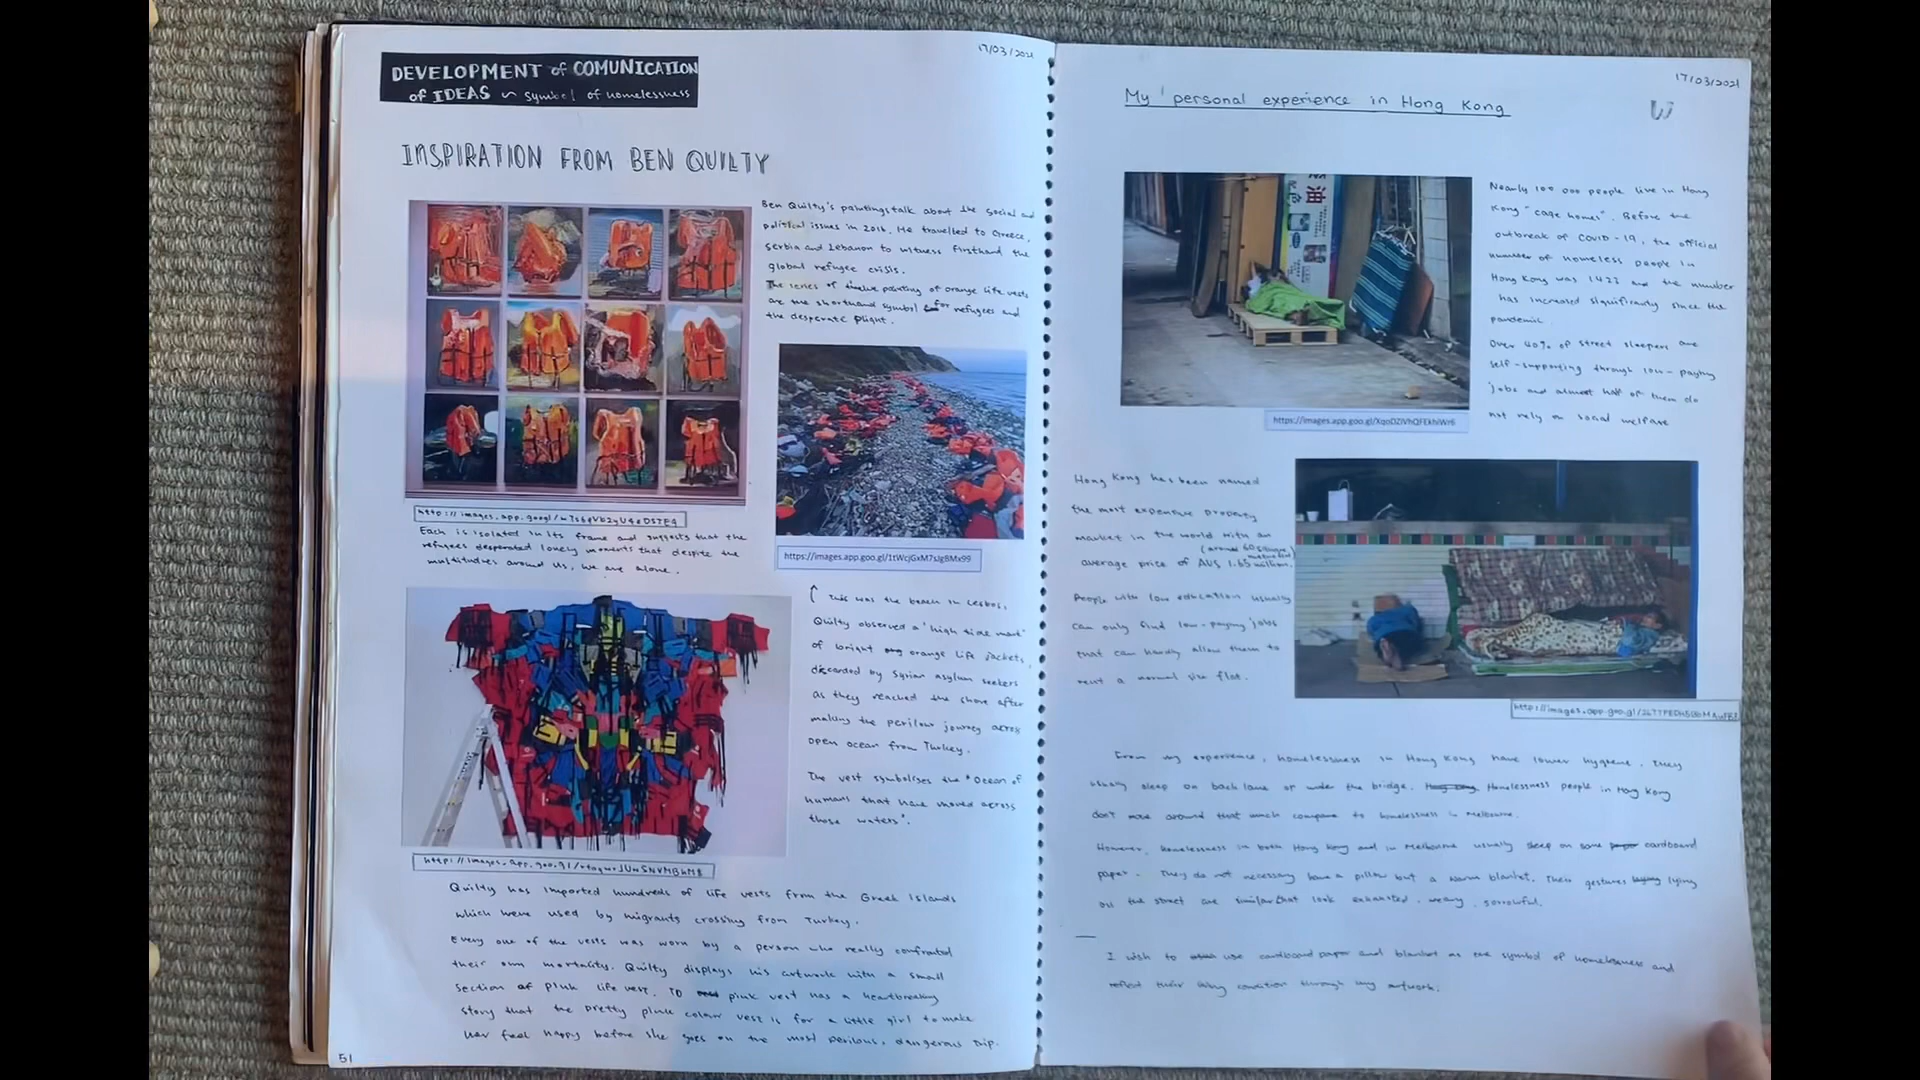 17/03/2021
DEVELOPMENT of COMUNICATION
of IDEAS ~ symbol of homelessness
INSPIRATION FROM BEN QUILTY
Ben Quilty's paintings talk about the social and
political issues in 2016. He travelled to Greece,
Serbia and Lebanon to witness firsthand the
global refugee crisis.
The series of twelve painting of orange life vests
are the shorthand symbol for refugees and
the desperate plight.
Each is isolated in its frame and suggests that the
refugees desperated lonely moments that despite the
multitudes around us, we are alone.
https://images.app.goo.gl/1tWcjGxM7sJgBMx99
This was the beach in Lesbos,
Quilty observed a "high tide mark"
of bright orange life jackets,
discarded by Syrian asylum seekers
as they reached the shore after
making the perilous journey across
open ocean from Turkey.
The vest symbolises the "Ocean of
humans that have moved across
those waters".
Quilty has imported hundreds of life vests from the Greek Islands
which were used by migrants crossing from Turkey.
Every one of the vests was worn by a person who really confronted
their own mortality. Quilty displays his artwork with a small
section of pink life vest. pink vest has a heartbreaking
story that the pretty pink colour vest is for a little girl to make
her feel happy before she goes on the most perilous, dangerous trip.
51
17/03/2021
My personal experience in Hong Kong
Nearly 100 000 people live in Hong
Kong "cage homes". Before the
outbreak of COVID-19, the official
number of homeless people in
Hong Kong was 1423 and the number
has increased significantly since the
pandemic.
Over 40% of street sleepers are
self-supporting through low-paying
jobs and almost half of them do
not rely on social welfare
油
Hong Kong has been named
the most expensive property
market in the world with an
average price of AU$ 1.65 million.
People with low education usually
can only find low-paying jobs
that can hardly allow them to
rent a normal size flat.
From my experience, homelessness in Hong Kong have lower hygiene. They
usually sleep on back lane or under the bridge. Homelessness people in Hong Kong
don't move around that much compare to homelessness in Melbourne.
However, homelessness in both Hong Kong and in Melbourne usually sleep on some cardboard
paper. They do not necessary have a pillow but a warm blanket. Their gestures lying
on the street are similar that look exhausted, weary, sorrowful.
I wish to use cardboard paper and blanket as the symbol of homelessness and
reflect their living condition through my artwork.